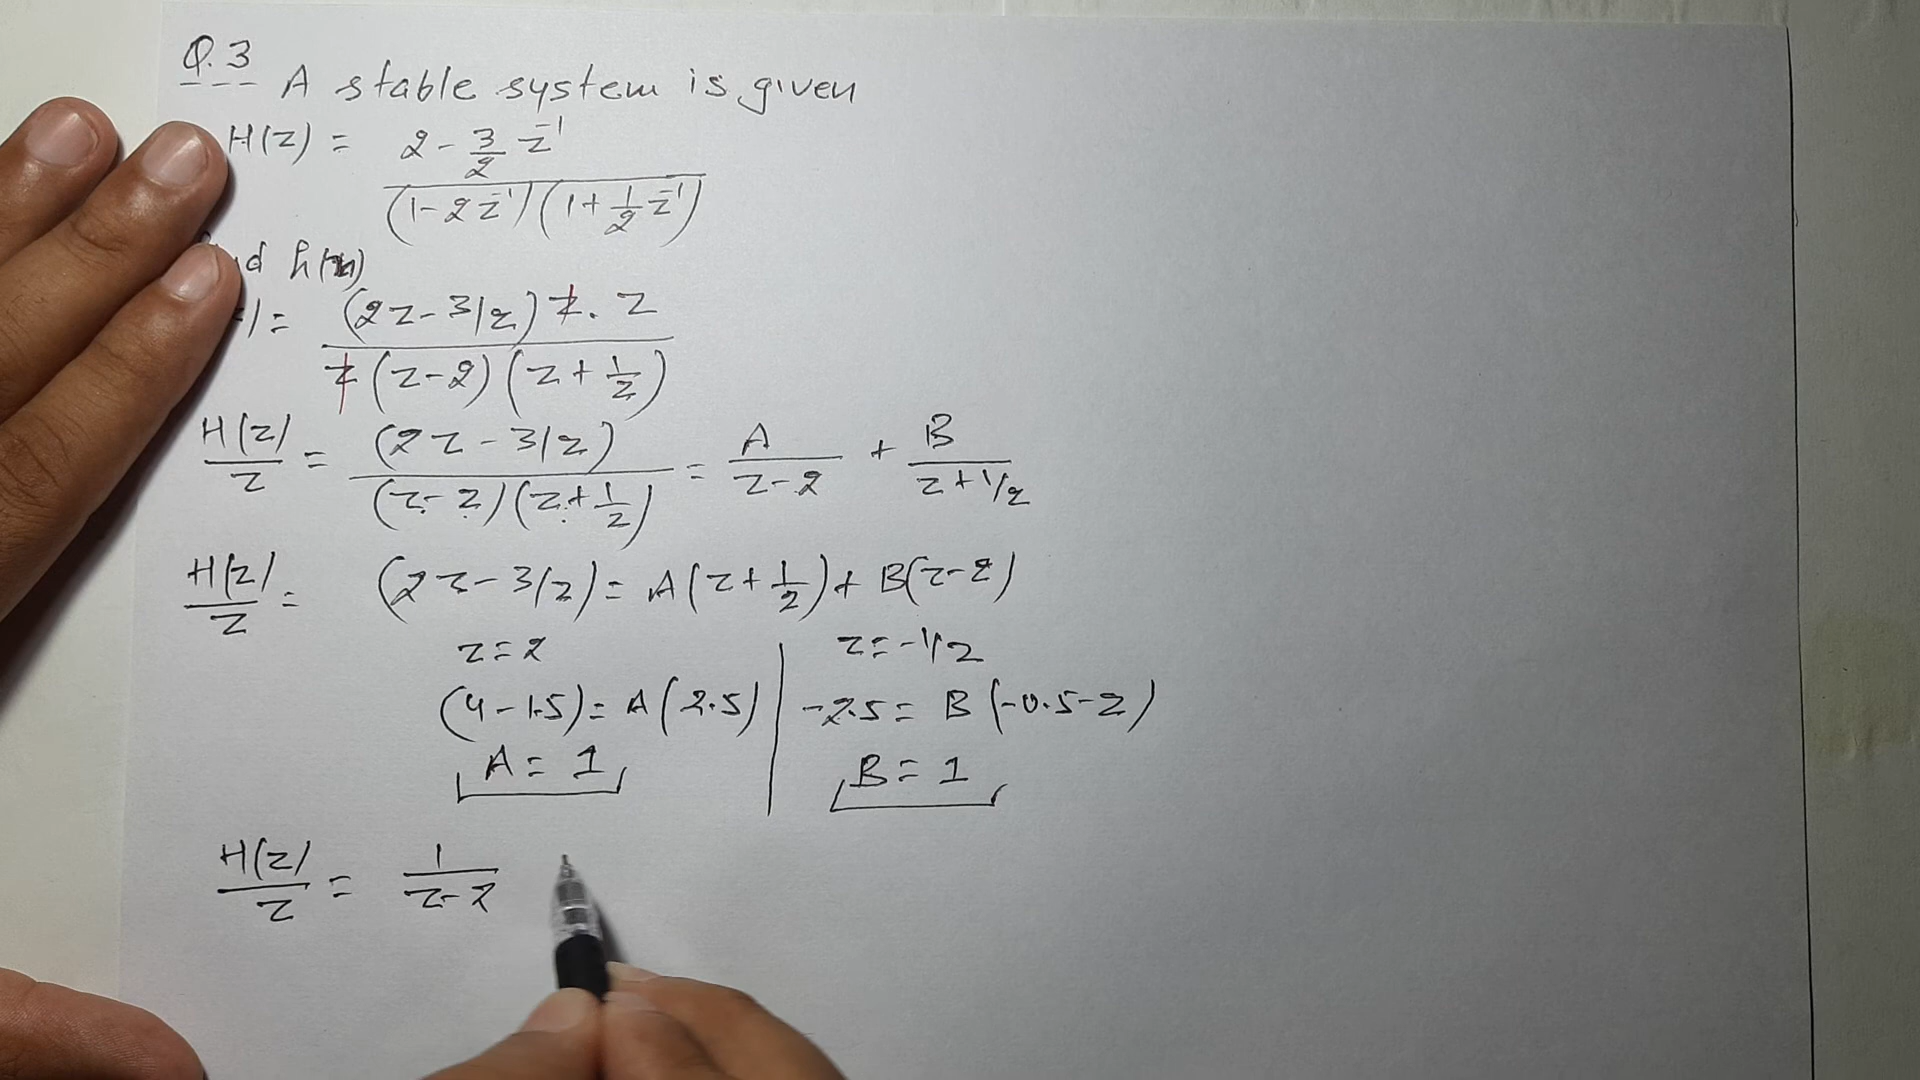 Q.3 A stable system is given
H(z) = (2 - 3/2 z^-1) / ((1-2z^-1)(1+1/2 z^-1))
d h(n)
) = ((2z-3/2) z. z) / (z(z-2)(z+1/2))
H(z)/z = (2z-3/2) / ((z-2)(z+1/2)) = A/(z-2) + B/(z+1/2)
H(z)/z = (2z-3/2) = A(z+1/2) + B(z-2)
z=2 | z=-1/2
(4-1.5) = A(2.5) | -2.5 = B(-0.5-2)
A = 1 | B = 1
H(z)/z = 1/(z-2)